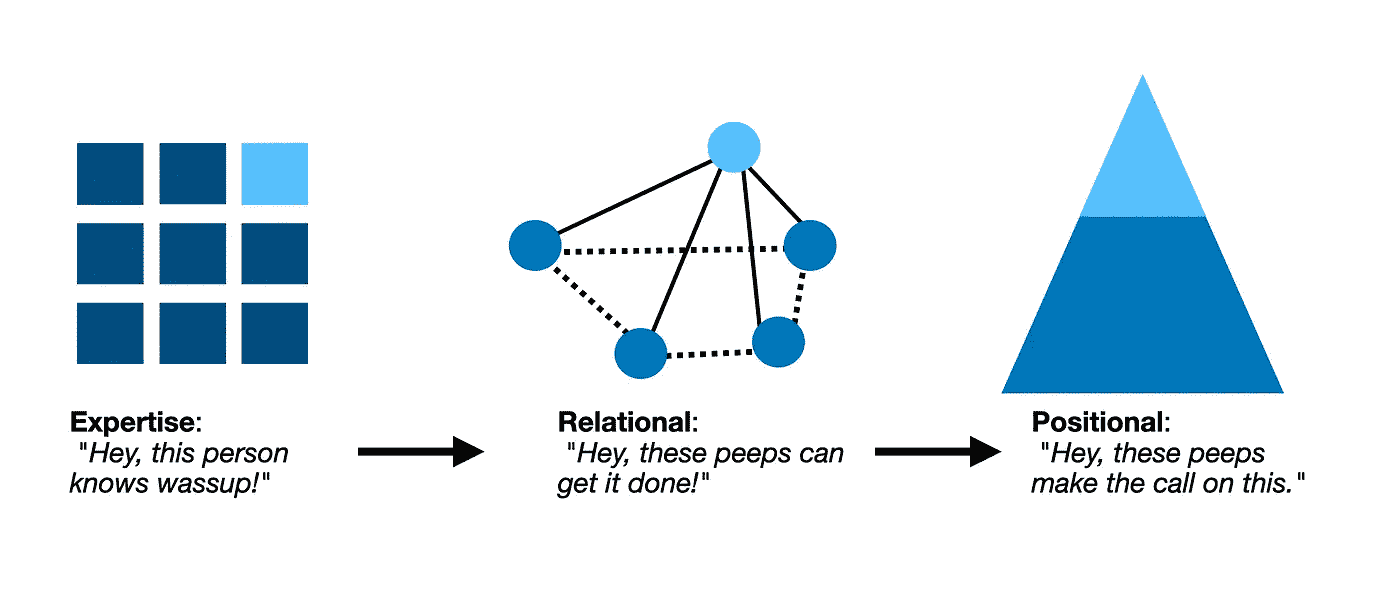 Expertise:
"Hey, this person
knows wassup!"
Relational:
"Hey, these peeps can
get it done!"
Positional:
"Hey, these peeps
make the call on this."